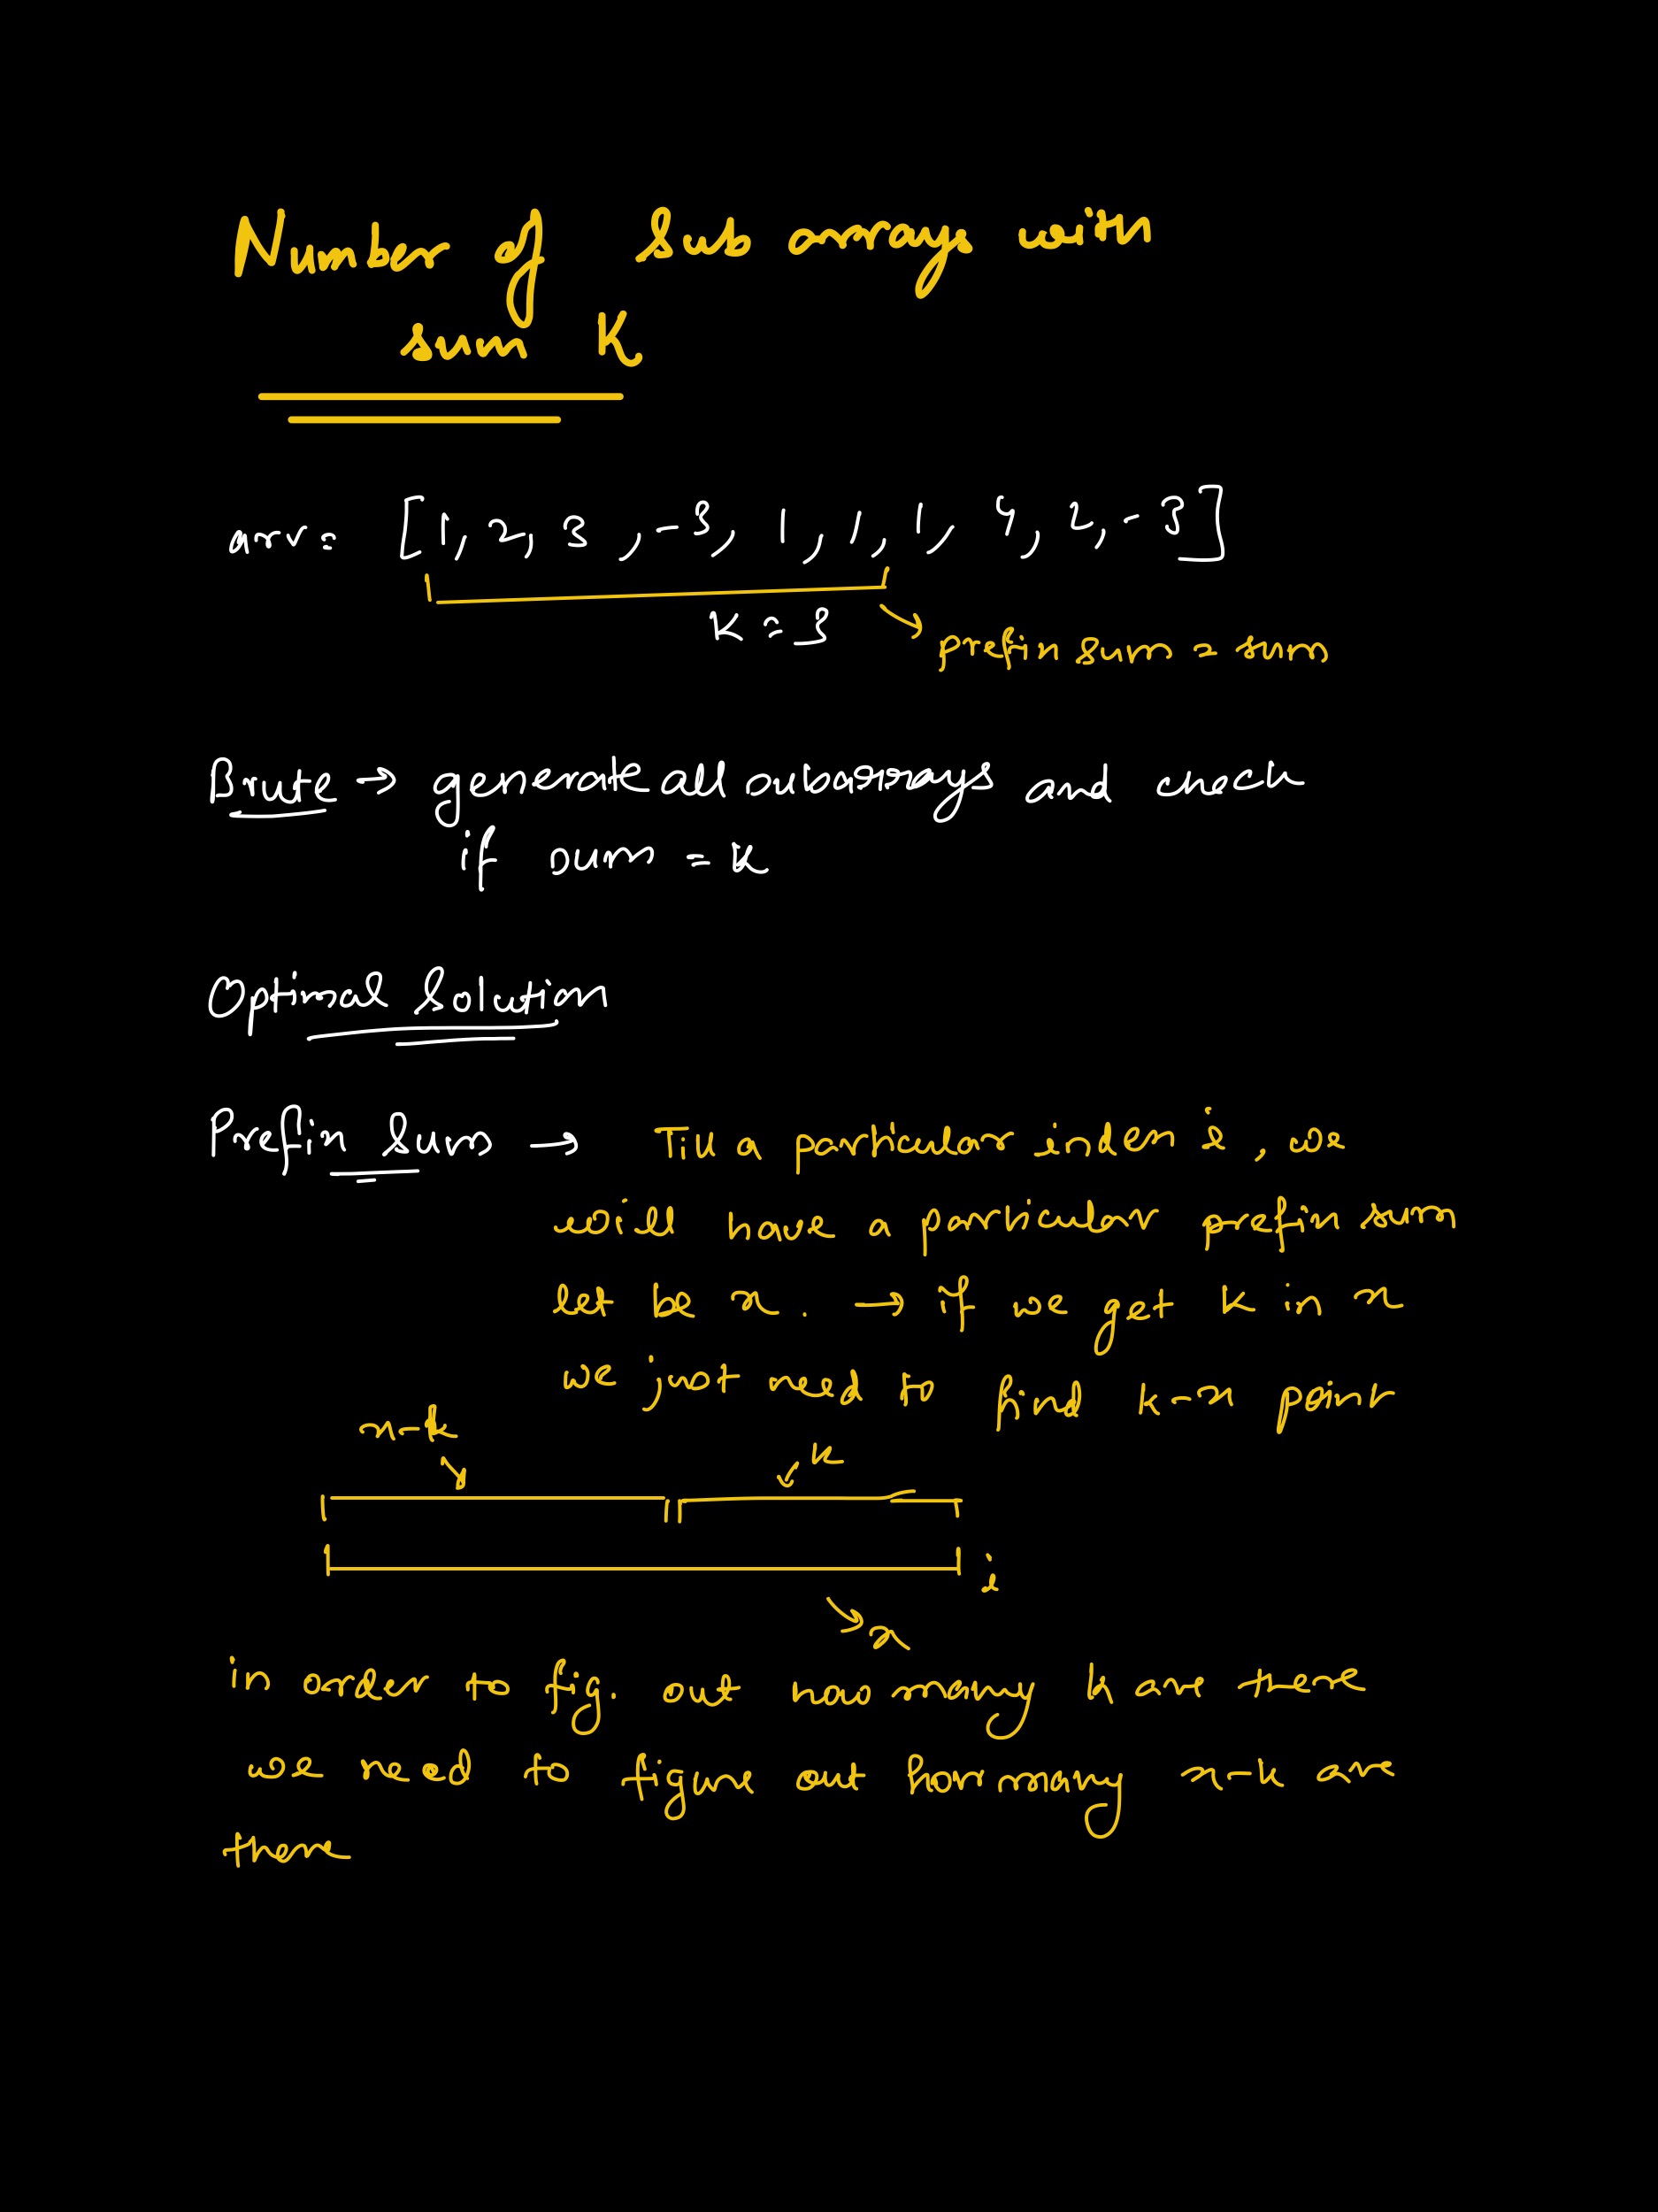 Number of Sub arrays with
sum K
arr = [1, 2, 3, -3, 1, 1, 1, 4, 2, -3]
K = 3
prefix sum = sum
Brute → generate all subarrays and check
if sum = K
Optimal Solution
Prefix Sum → Till a particular index i, we
will have a particular prefix sum
let be x. → if we get K in x
we just need to find k-x point
x-k
k
i
x
in order to fig. out how many k are there
we need to figure out how many x-k are
there